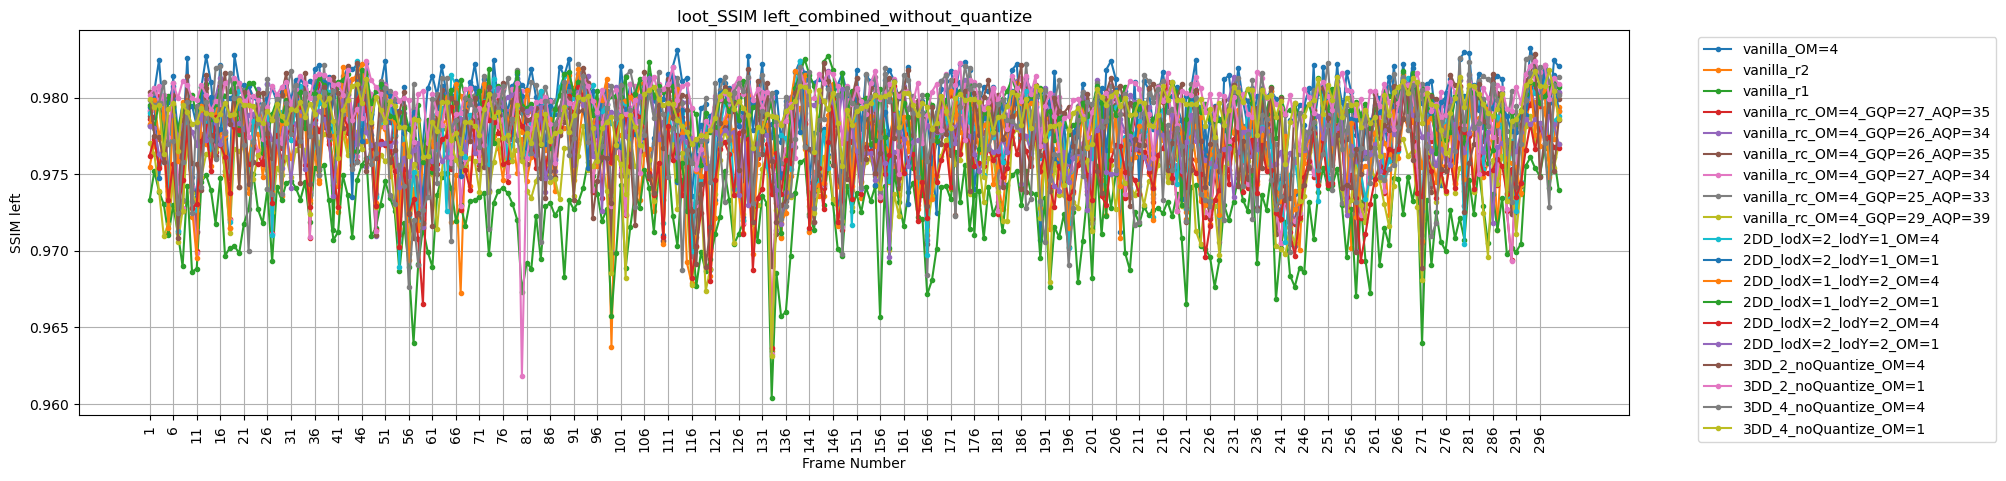 loot_SSIM left_combined_without_quantize
SSIM left
0.980
0.975
0.970
0.965
0.960
1 6 11 16 21 26 31 36 41 46 51 56 61 66 71 76 81 86 91 96 101 106 111 116 121 126 131 136 141 146 151 156 161 166 171 176 181 186 191 196 201 206 211 216 221 226 231 236 241 246 251 256 261 266 271 276 281 286 291 296
Frame Number
vanilla_OM=4
vanilla_r2
vanilla_r1
vanilla_rc_OM=4_GQP=27_AQP=35
vanilla_rc_OM=4_GQP=26_AQP=34
vanilla_rc_OM=4_GQP=26_AQP=35
vanilla_rc_OM=4_GQP=27_AQP=34
vanilla_rc_OM=4_GQP=25_AQP=33
vanilla_rc_OM=4_GQP=29_AQP=39
2DD_lodX=2_lodY=1_OM=4
2DD_lodX=2_lodY=1_OM=1
2DD_lodX=1_lodY=2_OM=4
2DD_lodX=1_lodY=2_OM=1
2DD_lodX=2_lodY=2_OM=4
2DD_lodX=2_lodY=2_OM=1
3DD_2_noQuantize_OM=4
3DD_2_noQuantize_OM=1
3DD_4_noQuantize_OM=4
3DD_4_noQuantize_OM=1